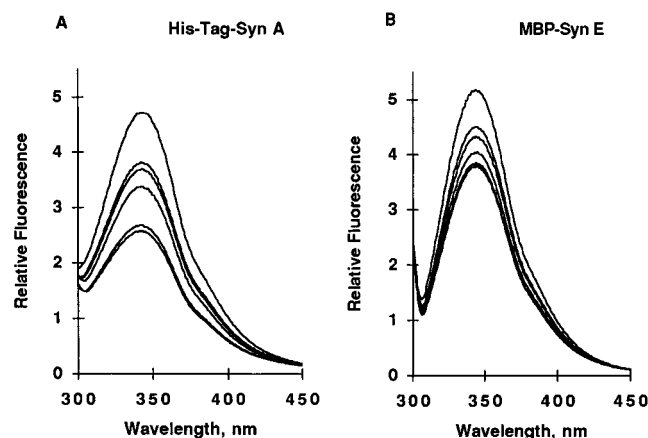 A
His-Tag-Syn A
Relative Fluorescence
5
4
3
2
1
0
300
350
400
450
Wavelength, nm
B
MBP-Syn E
Relative Fluorescence
5
4
3
2
1
0
300
350
400
450
Wavelength, nm